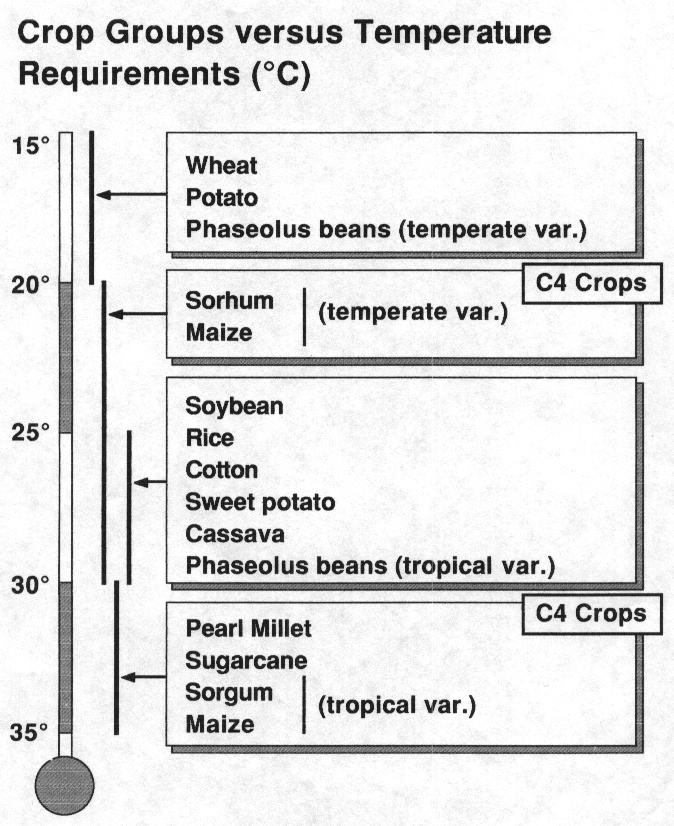 Crop Groups versus Temperature
Requirements (°C)
15°
Wheat
Potato
Phaseolus beans (temperate var.)
20°
C4 Crops
Sorhum
(temperate var.)
Maize
Soybean
25°
Rice
Cotton
Sweet potato
Cassava
Phaseolus beans (tropical var.)
30°
C4 Crops
Pearl Millet
Sugarcane
Sorgum
(tropical var.)
Maize
35°